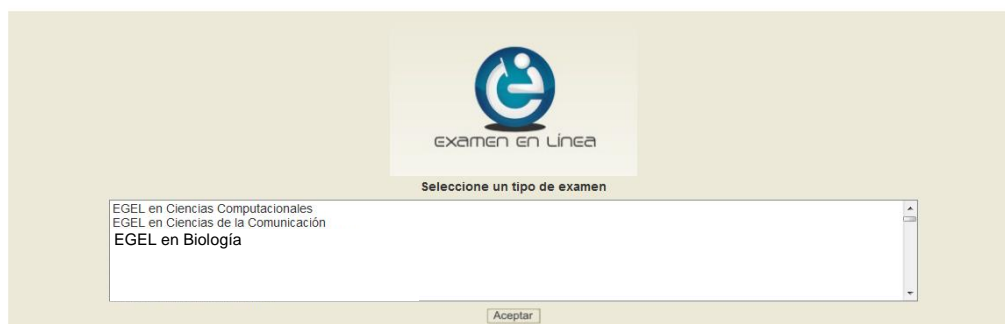 examen en línea
Seleccione un tipo de examen
EGEL en Ciencias Computacionales
EGEL en Ciencias de la Comunicación
EGEL en Biología
Aceptar